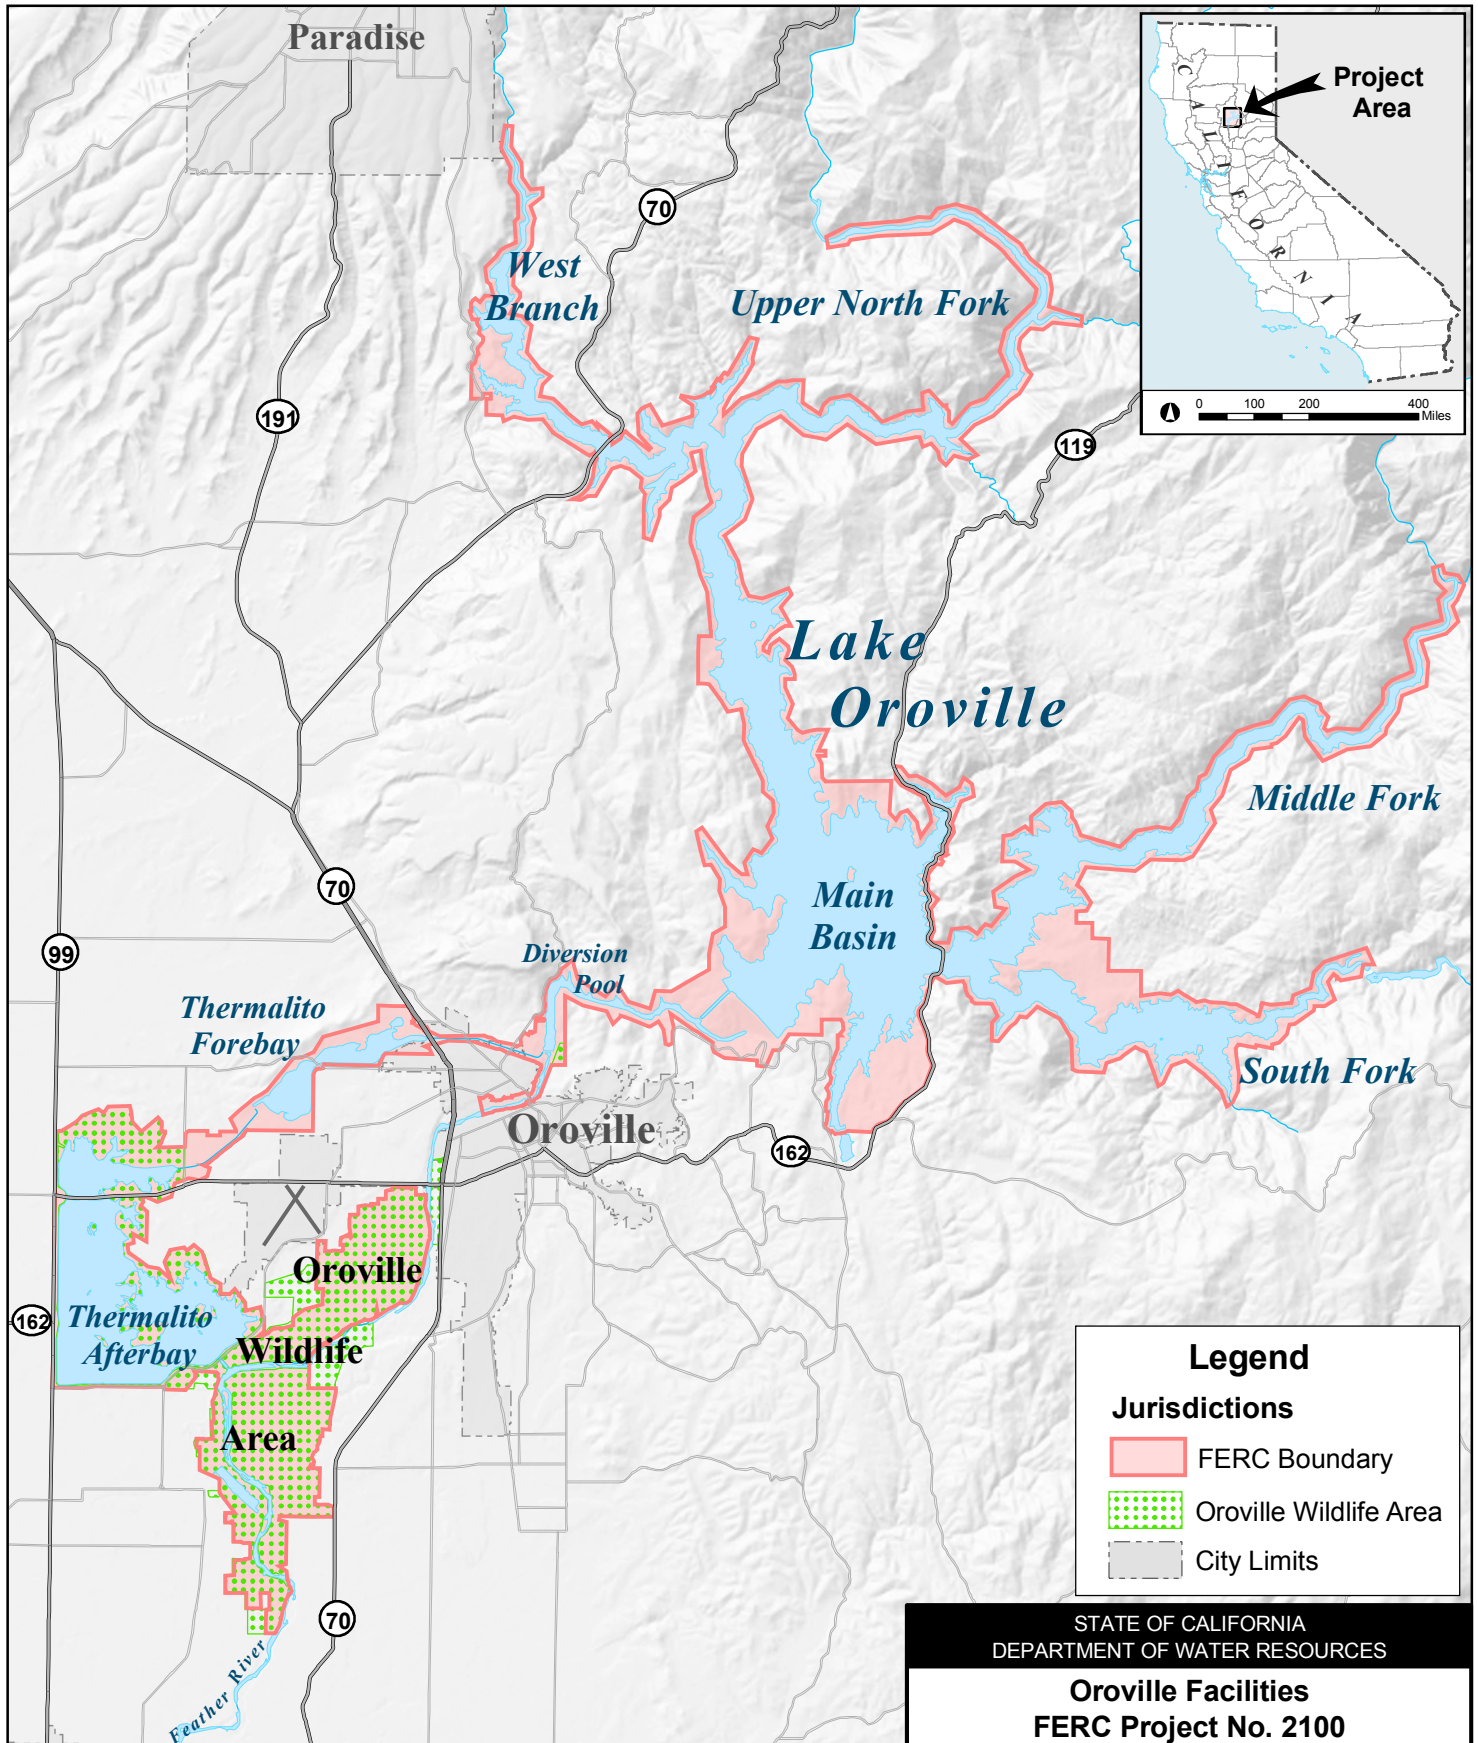 Paradise
Project
Area
CALIFORNIA
0 100 200 400
Miles
70
West
Branch
Upper North Fork
191
119
Lake
Oroville
Middle Fork
70
Main
Basin
99
Diversion
Pool
Thermalito
Forebay
South Fork
Oroville
162
Oroville
Wildlife
Area
162
Thermalito
Afterbay
70
Feather River
Legend
Jurisdictions
FERC Boundary
Oroville Wildlife Area
City Limits
STATE OF CALIFORNIA
DEPARTMENT OF WATER RESOURCES
Oroville Facilities
FERC Project No. 2100